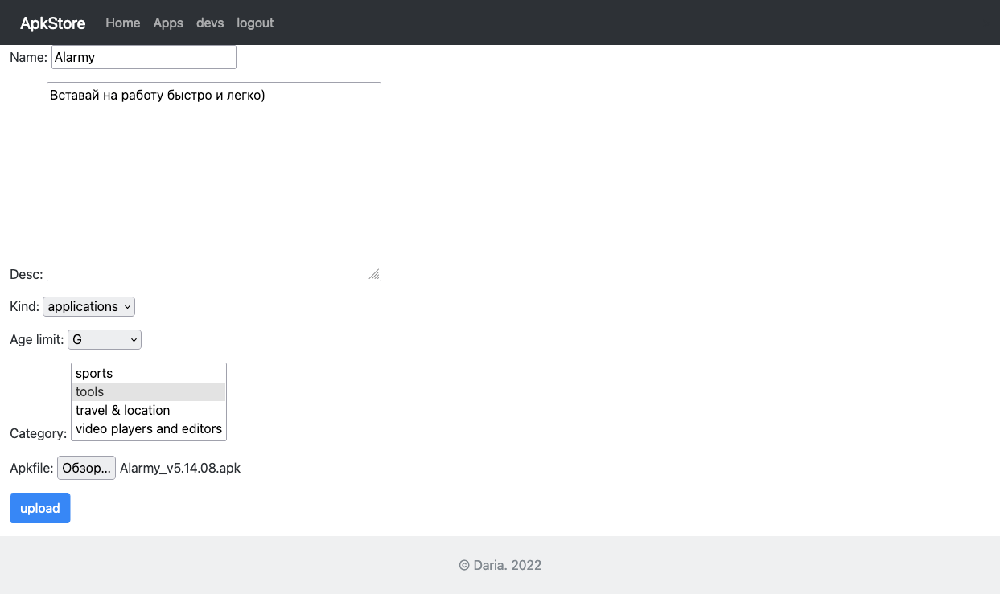 ApkStore Home Apps devs logout
Name: Alarmy
Вставай на работу быстро и легко)
Desc:
Kind: applications
Age limit: G
sports
tools
travel & location
video players and editors
Category:
Apkfile: Обзор... Alarmy_v5.14.08.apk
upload
© Daria. 2022